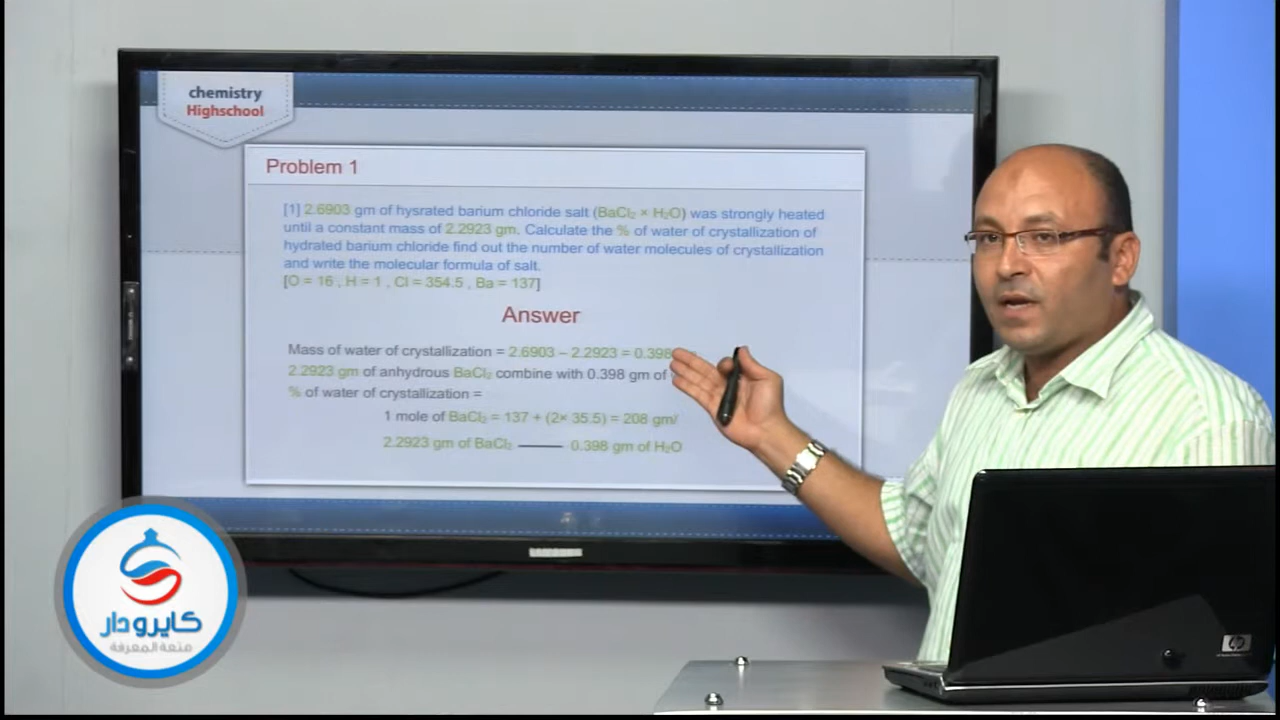 chemistry
Highschool
Problem 1
[1] 2.6903 gm of hysrated barium chloride salt (BaCl₂ × H₂O) was strongly heated
until a constant mass of 2.2923 gm. Calculate the % of water of crystallization of
hydrated barium chloride find out the number of water molecules of crystallization
and write the molecular formula of salt.
[O = 16 , H = 1 , Cl = 354.5 , Ba = 137]
Answer
Mass of water of crystallization = 2.6903 – 2.2923 = 0.398
2.2923 gm of anhydrous BaCl₂ combine with 0.398 gm of
% of water of crystallization =
1 mole of BaCl₂ = 137 + (2× 35.5) = 208 gm/
2.2923 gm of BaCl₂ —— 0.398 gm of H₂O
SAMSUNG
كايرودار
متعة المعرفة
hp